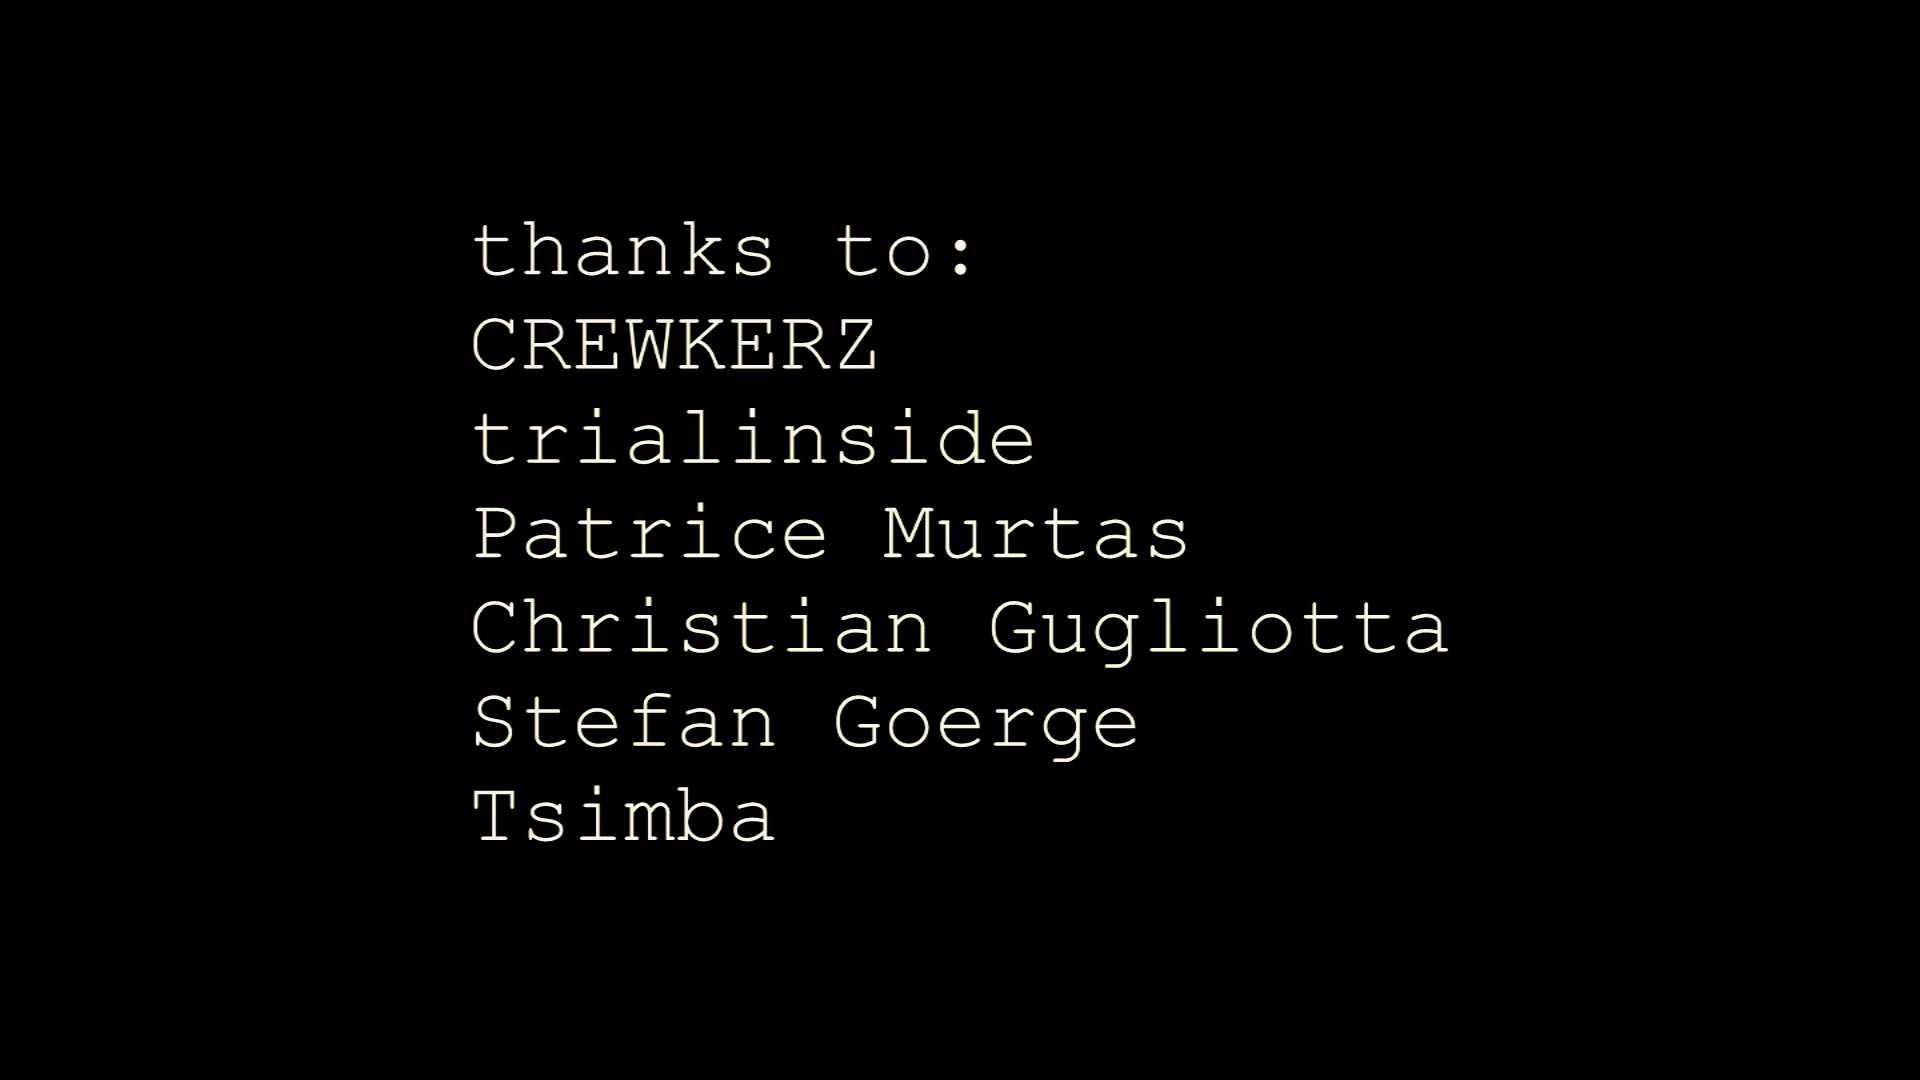 thanks to:
CREWKERZ
trialinside
Patrice Murtas
Christian Gugliotta
Stefan Goerge
Tsimba